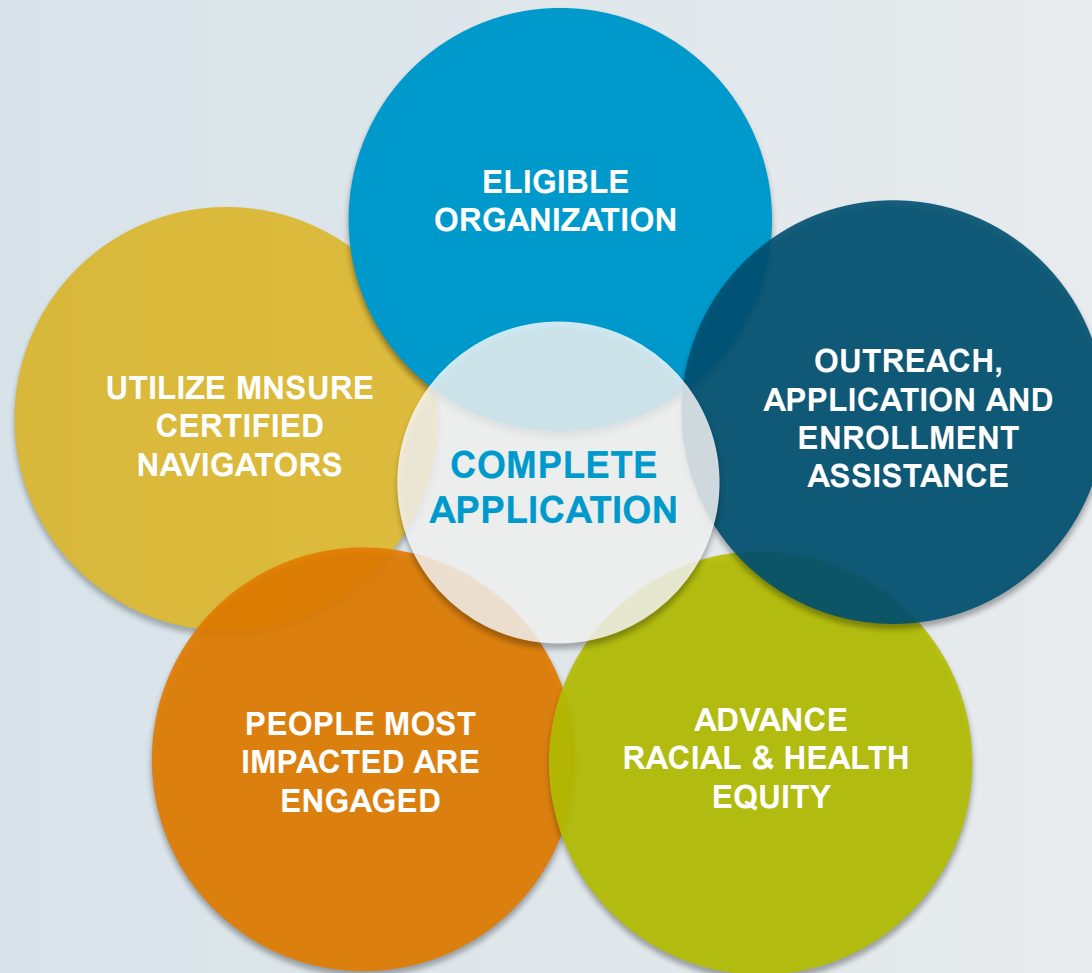 ELIGIBLE
ORGANIZATION
OUTREACH,
APPLICATION AND
ENROLLMENT
ASSISTANCE
ADVANCE
RACIAL & HEALTH
EQUITY
PEOPLE MOST
IMPACTED ARE
ENGAGED
UTILIZE MNSURE
CERTIFIED
NAVIGATORS
COMPLETE
APPLICATION